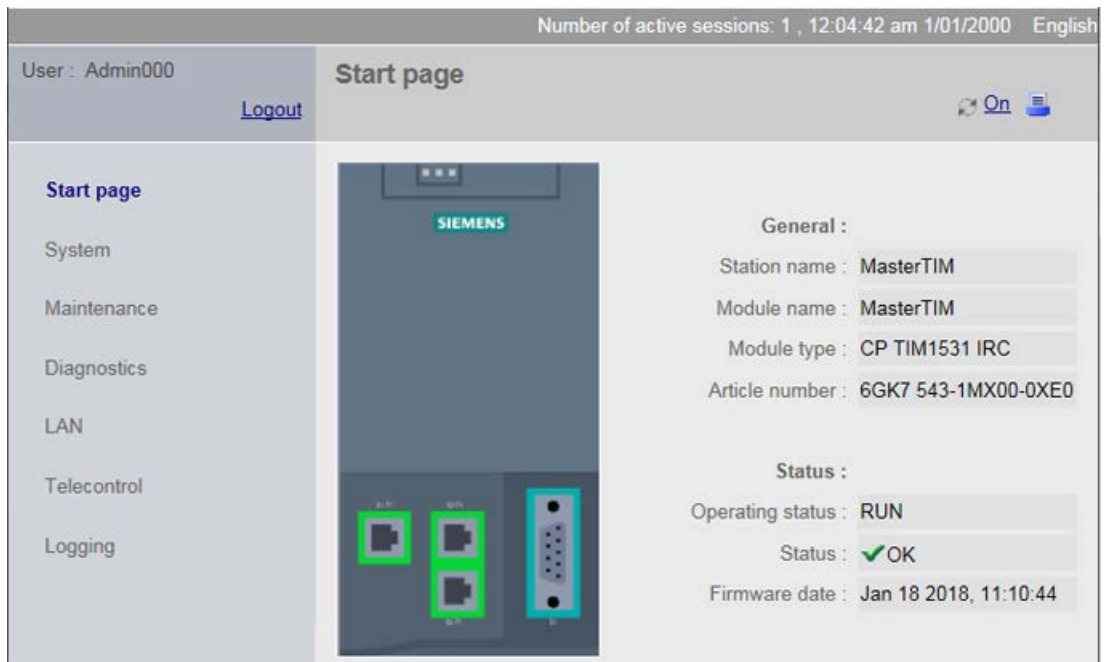 Number of active sessions: 1 , 12:04:42 am 1/01/2000 English
User : Admin000
Logout
Start page
On
Start page
System
Maintenance
Diagnostics
LAN
Telecontrol
Logging
SIEMENS
General :
Station name : MasterTIM
Module name : MasterTIM
Module type : CP TIM1531 IRC
Article number : 6GK7 543-1MX00-0XE0
Status :
Operating status : RUN
Status : OK
Firmware date : Jan 18 2018, 11:10:44